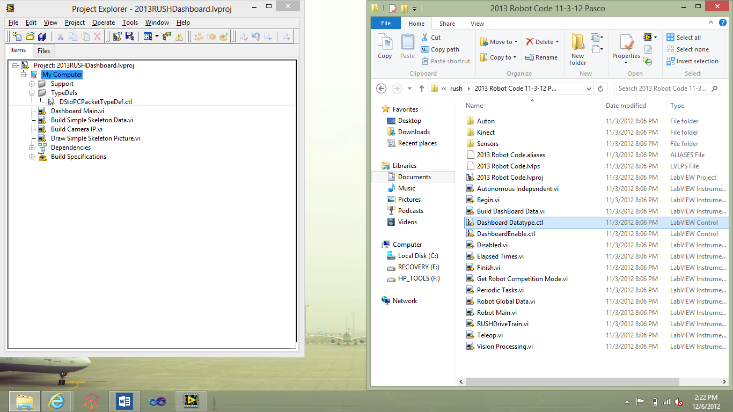 Project Explorer - 2013RUSHDashboard.lvproj
File Edit View Project Operate Tools Window Help
Items Files
Project: 2013RUSHDashboard.lvproj
My Computer
Support
TypeDefs
DStoPCPacketTypeDef.ctl
Dashboard Main.vi
Build Simple Skeleton Data.vi
Build Camera IP.vi
Draw Simple Skeleton Picture.vi
Dependencies
Build Specifications
2013 Robot Code 11-3-12 Pasco
File Home Share View
Copy Paste
Cut
Copy path
Paste shortcut
Clipboard
Move to
Copy to
Delete
Rename
Organize
New folder
New
Properties
Open
Select all
Select none
Invert selection
Select
« rush 2013 Robot Code 11-3-12 P...
Search 2013 Robot Code 11-3...
Favorites
Desktop
Downloads
Recent places
Libraries
Documents
Music
Pictures
Podcasts
Videos
Computer
Local Disk (C:)
RECOVERY (E:)
HP_TOOLS (F:)
Network
Name Date modified Type
Auton 11/3/2012 8:06 PM File folder
Kinect 11/3/2012 8:06 PM File folder
Sensors 11/3/2012 8:06 PM File folder
2013 Robot Code.aliases 11/3/2012 8:06 PM ALIASES File
2013 Robot Code.lvlps 11/3/2012 8:06 PM LVLPS File
2013 Robot Code.lvproj 11/3/2012 8:06 PM LabVIEW Project
Autonomous Independent.vi 11/3/2012 8:06 PM LabVIEW Instrume...
Begin.vi 11/3/2012 8:06 PM LabVIEW Instrume...
Build DashBoard Data.vi 11/3/2012 8:06 PM LabVIEW Instrume...
Dashboard Datatype.ctl 11/3/2012 8:06 PM LabVIEW Control
DashboardEnable.ctl 11/3/2012 8:06 PM LabVIEW Control
Disabled.vi 11/3/2012 8:06 PM LabVIEW Instrume...
Elapsed Times.vi 11/3/2012 8:06 PM LabVIEW Instrume...
Finish.vi 11/3/2012 8:06 PM LabVIEW Instrume...
Get Robot Competition Mode.vi 11/3/2012 8:06 PM LabVIEW Instrume...
Periodic Tasks.vi 11/3/2012 8:06 PM LabVIEW Instrume...
Robot Global Data.vi 11/3/2012 8:06 PM LabVIEW Instrume...
Robot Main.vi 11/3/2012 8:06 PM LabVIEW Instrume...
RUSHDriveTrain.vi 11/3/2012 8:06 PM LabVIEW Instrume...
Teleop.vi 11/3/2012 8:06 PM LabVIEW Instrume...
Vision Processing.vi 11/3/2012 8:06 PM LabVIEW Instrume...
2:22 PM
12/6/2012